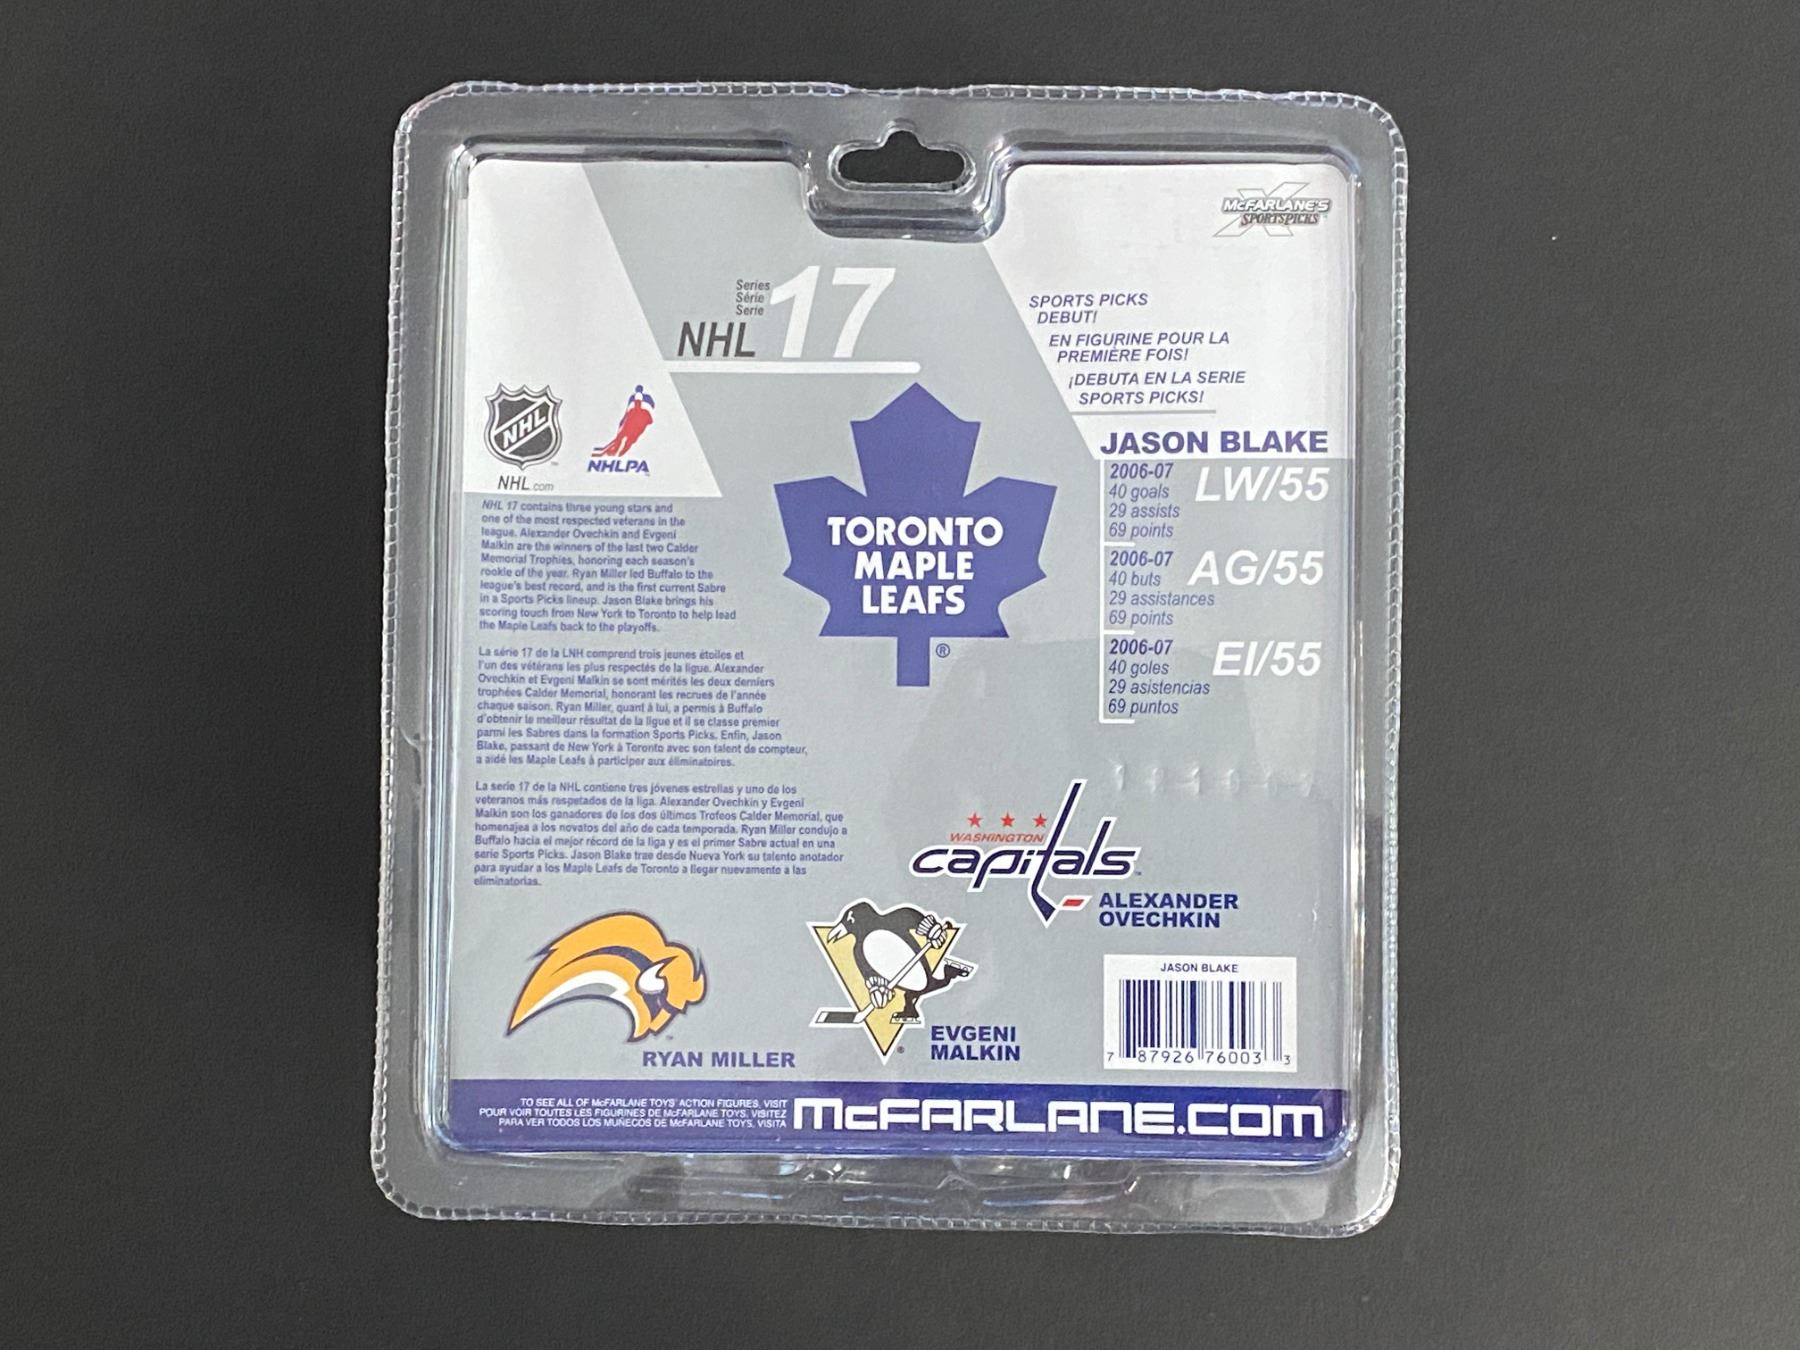 McFARLANE'S
SPORTSPICKS
Series
Série
Serie
NHL 17
SPORTS PICKS
DEBUT!
EN FIGURINE POUR LA
PREMIÈRE FOIS!
¡DEBUTA EN LA SERIE
SPORTS PICKS!
NHL
NHL.com
NHLPA
TORONTO
MAPLE
LEAFS
®
JASON BLAKE
2006-07 LW/55
40 goals
29 assists
69 points
2006-07 AG/55
40 buts
29 assistances
69 points
2006-07 EI/55
40 goles
29 asistencias
69 puntos
NHL 17 contains three young stars and
one of the most respected veterans in the
league. Alexander Ovechkin and Evgeni
Malkin are the winners of the last two Calder
Memorial Trophies, honoring each season's
rookie of the year. Ryan Miller led Buffalo to the
league's best record, and is the first current Sabre
in a Sports Picks lineup. Jason Blake brings his
scoring touch from New York to Toronto to help lead
the Maple Leafs back to the playoffs.
La série 17 de la LNH comprend trois jeunes étoiles et
l'un des vétérans les plus respectés de la ligue. Alexander
Ovechkin et Evgeni Malkin se sont mérités les deux derniers
trophées Calder Memorial, honorant les recrues de l'année
chaque saison. Ryan Miller, quant à lui, a permis à Buffalo
d'obtenir le meilleur résultat de la ligue et il se classe premier
parmi les Sabres dans la formation Sports Picks. Enfin, Jason
Blake, passant de New York à Toronto avec son talent de compteur,
a aidé les Maple Leafs à participer aux éliminatoires.
La serie 17 de la NHL contiene tres jóvenes estrellas y uno de los
veteranos más respetados de la liga. Alexander Ovechkin y Evgeni
Malkin son los ganadores de los dos últimos Trofeos Calder Memorial, que
homenajea a los novatos del año de cada temporada. Ryan Miller condujo a
Buffalo hacia el mejor récord de la liga y es el primer Sabre actual en una
serie Sports Picks. Jason Blake trae desde Nueva York su talento anotador
para ayudar a los Maple Leafs de Toronto a llegar nuevamente a las
eliminatorias.
WASHINGTON
capitals
ALEXANDER
OVECHKIN
RYAN MILLER
EVGENI
MALKIN
JASON BLAKE
7 87926 76003 3
TO SEE ALL OF McFARLANE TOYS' ACTION FIGURES, VISIT
POUR VOIR TOUTES LES FIGURINES DE McFARLANE TOYS, VISITEZ
PARA VER TODOS LOS MUÑECOS DE McFARLANE TOYS, VISITA
McFARLANE.COM